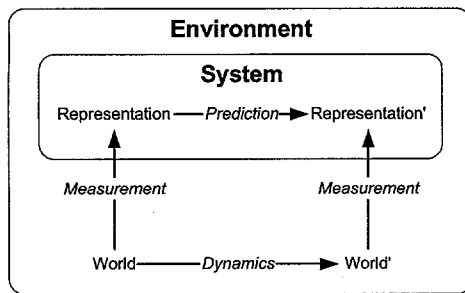 Environment
System
Representation Prediction Representation'
Measurement Measurement
World Dynamics World'